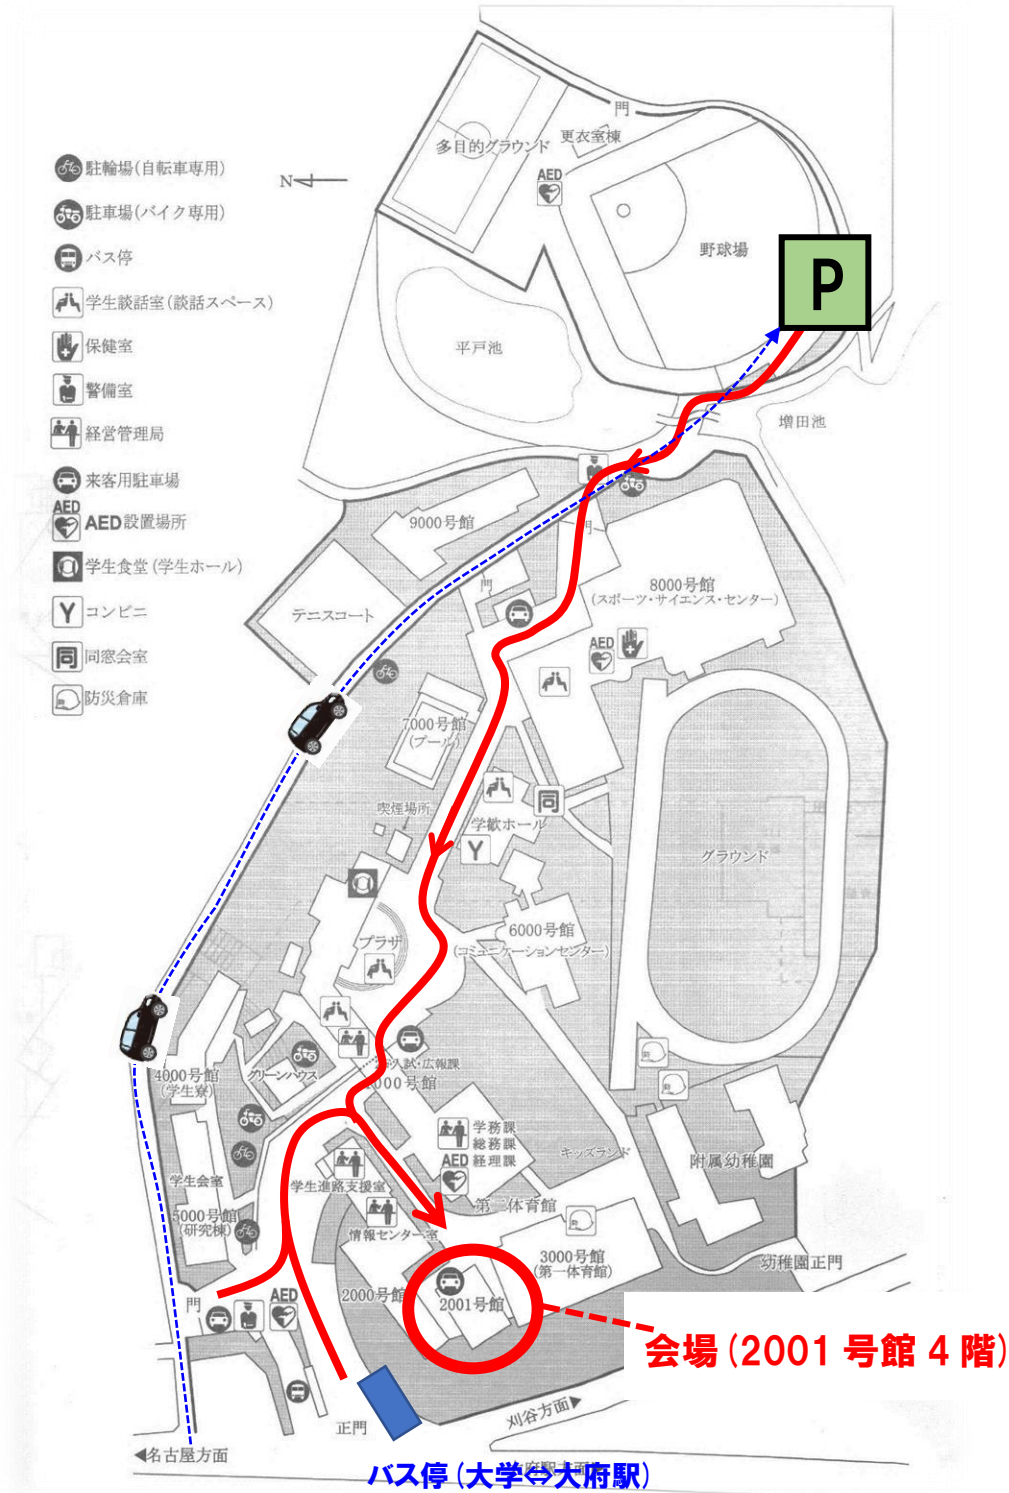 駐輪場(自転車専用)
駐車場(バイク専用)
バス停
学生談話室(談話スペース)
保健室
警備室
経営管理局
来客用駐車場
AED
AED設置場所
学生食堂(学生ホール)
Y コンビニ
同 同窓会室
防災倉庫
N
門
多目的グラウンド
更衣室棟
AED
野球場
P
平戸池
増田池
9000号館
門
門
8000号館
(スポーツ・サイエンス・センター)
テニスコート
AED
7000号館
(プール)
喫煙場所
学歓ホール
同
Y
グラウンド
プラザ
6000号館
(コミュニケーションセンター)
入試・広報課
000号館
グリーンハウス
4000号館
(学生寮)
学務課
総務課
経理課
AED
キッズランド
附属幼稚園
学生会室
学生進路支援室
5000号館
(研究棟)
情報センター室
第二体育館
3000号館
(第一体育館)
幼稚園正門
2000号館
2001号館
門
AED
会場(2001号館4階)
正門
刈谷方面▶
◀名古屋方面
バス停(大学⇔大府駅)